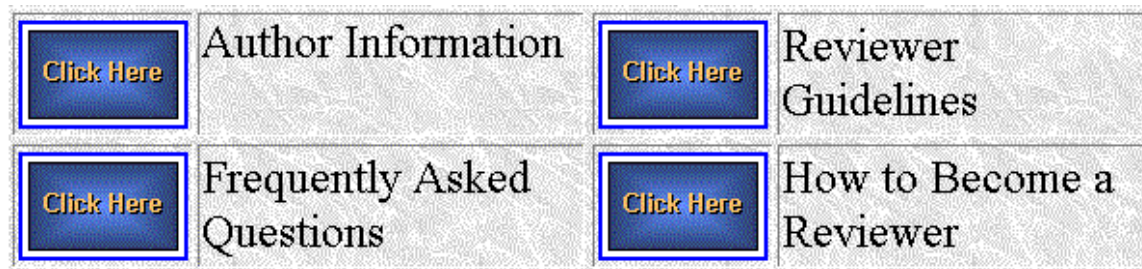 Click Here
Author Information
Click Here
Reviewer
Guidelines
Click Here
Frequently Asked
Questions
Click Here
How to Become a
Reviewer